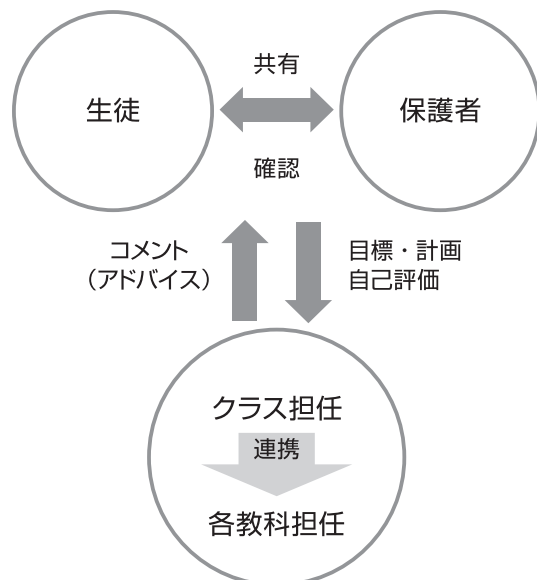 共有
生徒
保護者
確認
コメント
（アドバイス）
目標・計画
自己評価
クラス担任
連携
各教科担任